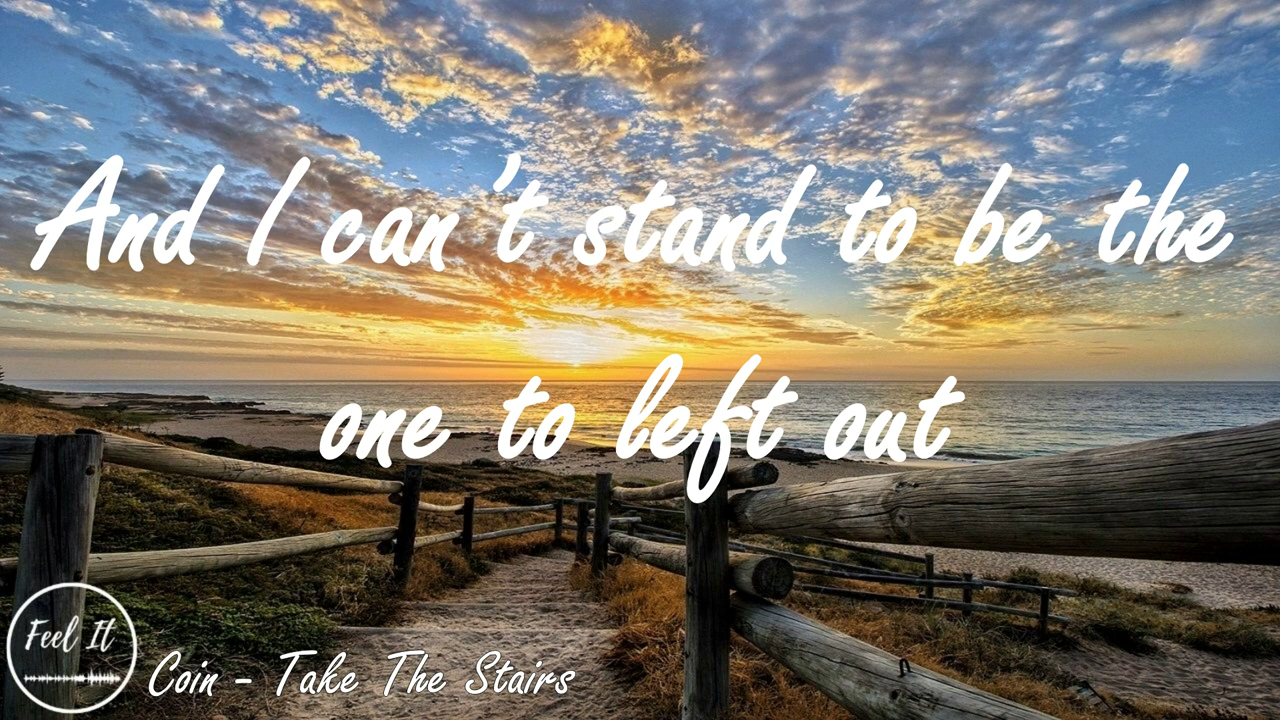 And I can't stand to be the
one to left out
Feel It
Coin - Take The Stairs